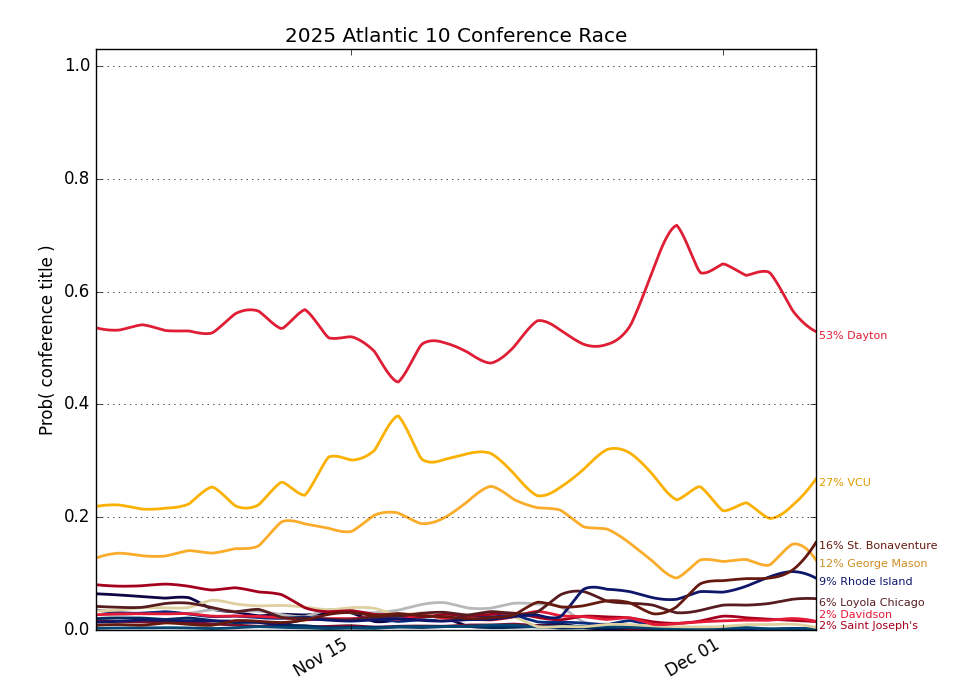 2025 Atlantic 10 Conference Race
Prob( conference title )
1.0
0.8
0.6
0.4
0.2
0.0
Nov 15
Dec 01
53% Dayton
27% VCU
16% St. Bonaventure
12% George Mason
9% Rhode Island
6% Loyola Chicago
2% Davidson
2% Saint Joseph's